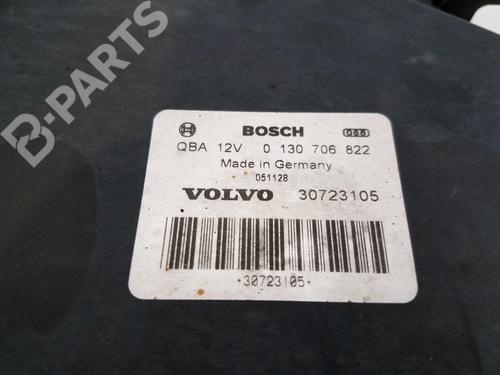 B-PARTS
BOSCH
QBA 12V 0 130 706 822
Made in Germany
051128
VOLVO 30723105
*30723105*